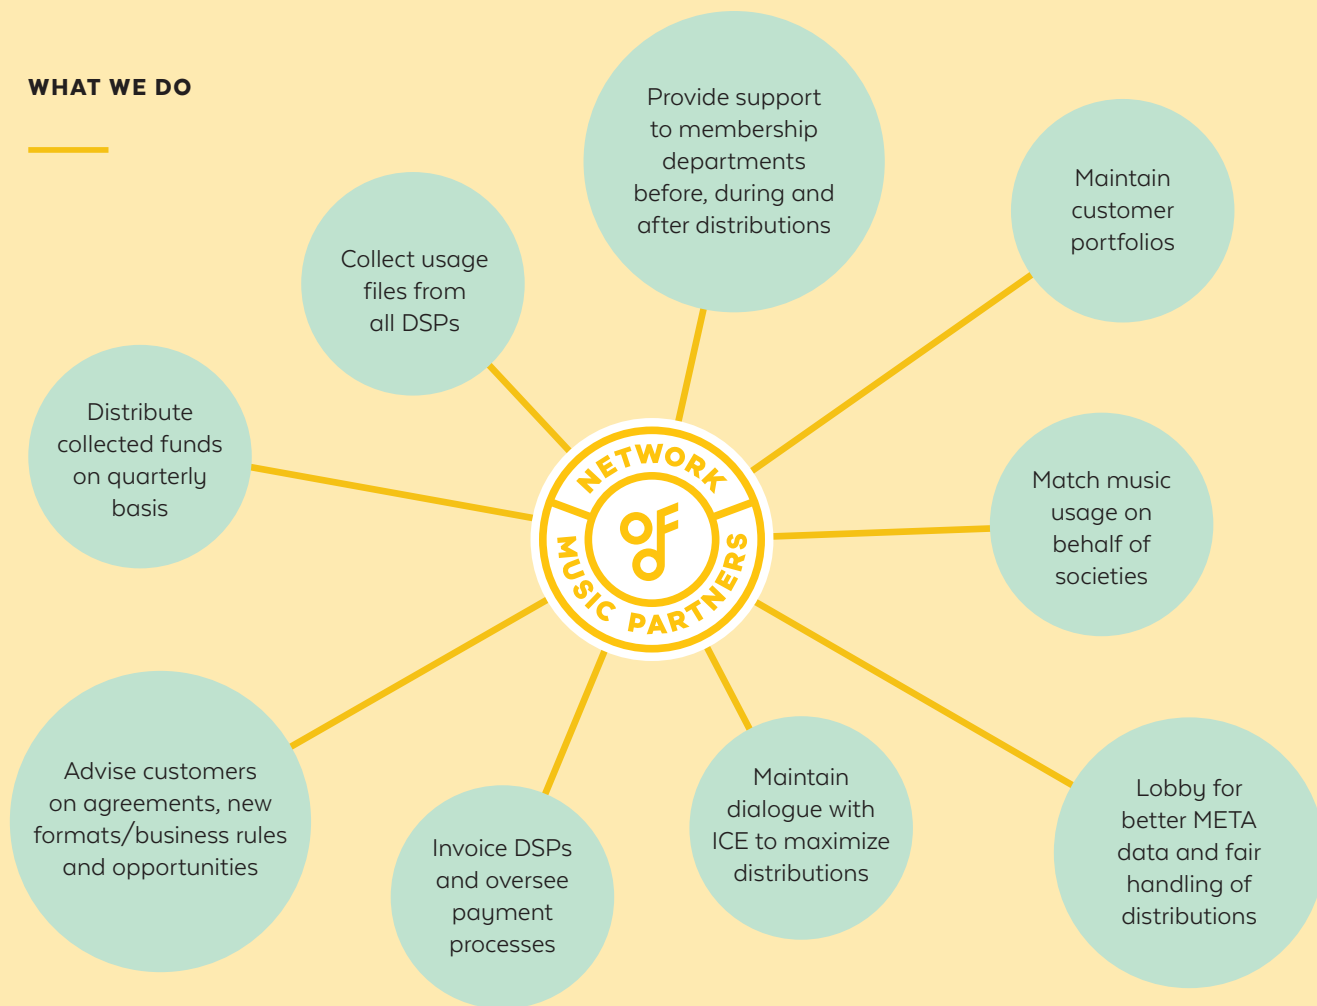 WHAT WE DO
Provide support
to membership
departments
before, during and
after distributions
Maintain
customer
portfolios
Collect usage
files from
all DSPs
Distribute
collected funds
on quarterly
basis
NETWORK
OF
MUSIC PARTNERS
Match music
usage on
behalf of
societies
Advise customers
on agreements, new
formats/business rules
and opportunities
Invoice DSPs
and oversee
payment
processes
Maintain
dialogue with
ICE to maximize
distributions
Lobby for
better META
data and fair
handling of
distributions